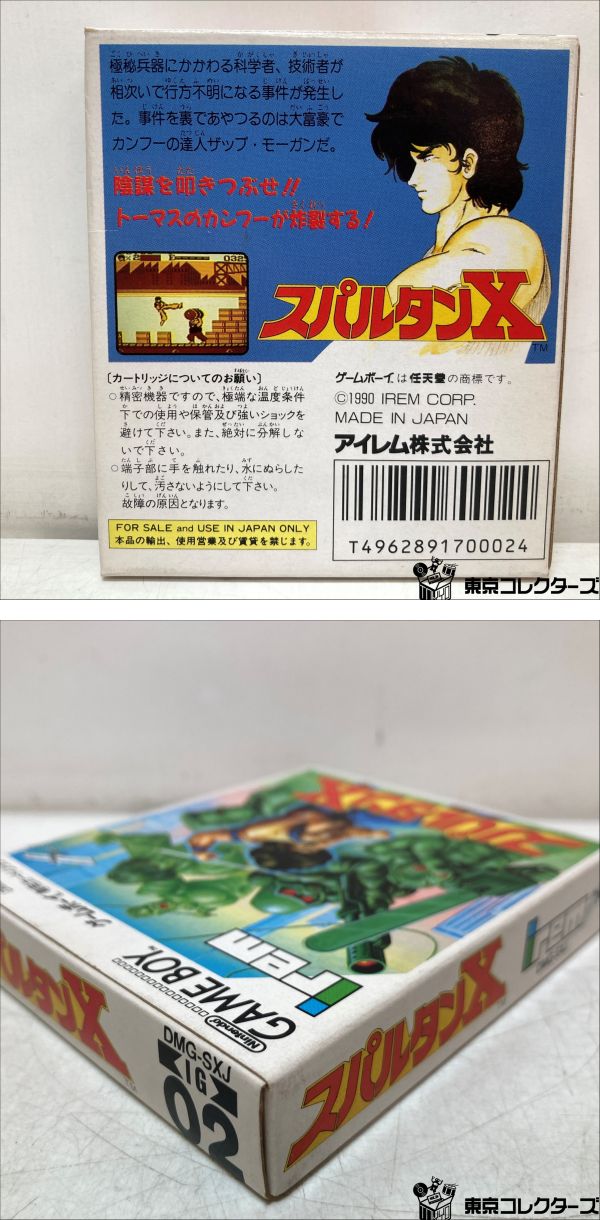 極秘兵器にかかわる科学者、技術者が
相次いで行方不明になる事件が発生し
た。事件を裏であやつるのは大富豪で
カンフーの達人ザップ・モーガンだ。
陰謀を叩きつぶせ!!
トーマスのカンフーが炸裂する!
032
スパルタンX
TM
〔カートリッジについてのお願い〕
○精密機器ですので、極端な温度条件
下での使用や保管及び強いショックを
避けて下さい。また、絶対に分解しな
いで下さい。
○端子部に手を触れたり、水にぬらした
りして、汚さないようにして下さい。
故障の原因となります。
FOR SALE and USE IN JAPAN ONLY
本品の輸出、使用営業及び賃貸を禁じます。
ゲームボーイは任天堂の商標です。
©1990 IREM CORP.
MADE IN JAPAN
アイレム株式会社
T4962891700024
東京コレクターズ
スパルタンX
irem
Nintendo
GAME BOY
スパルタンX
TM
DMG-SXJ
IG
02
スパルタンX
irem
東京コレクターズ